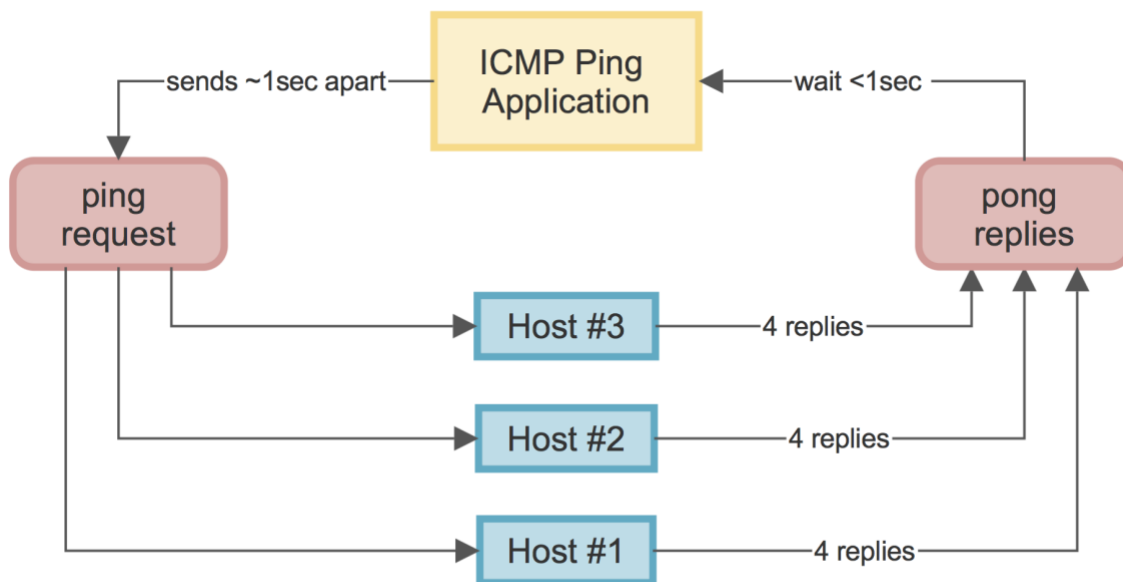 ICMP Ping
Application
sends ~1sec apart
wait <1sec
ping
request
pong
replies
Host #3
4 replies
Host #2
4 replies
Host #1
4 replies